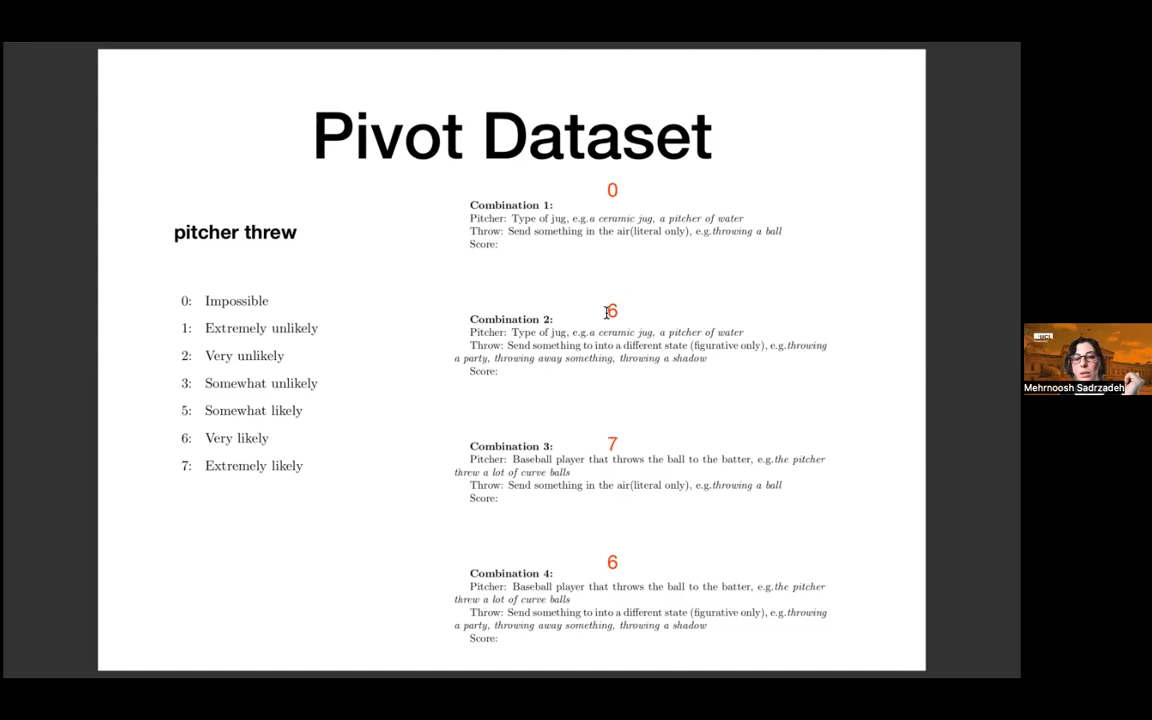 Pivot Dataset
pitcher threw
0: Impossible
1: Extremely unlikely
2: Very unlikely
3: Somewhat unlikely
5: Somewhat likely
6: Very likely
7: Extremely likely
0
Combination 1:
Pitcher: Type of jug, e.g.a ceramic jug, a pitcher of water
Throw: Send something in the air(literal only), e.g.throwing a ball
Score:
6
Combination 2:
Pitcher: Type of jug, e.g.a ceramic jug, a pitcher of water
Throw: Send something to into a different state (figurative only), e.g.throwing
a party, throwing away something, throwing a shadow
Score:
7
Combination 3:
Pitcher: Baseball player that throws the ball to the batter, e.g.the pitcher
threw a lot of curve balls
Throw: Send something in the air(literal only), e.g.throwing a ball
Score:
6
Combination 4:
Pitcher: Baseball player that throws the ball to the batter, e.g.the pitcher
threw a lot of curve balls
Throw: Send something to into a different state (figurative only), e.g.throwing
a party, throwing away something, throwing a shadow
Score:
UCL
Mehrnoosh Sadrzadeh